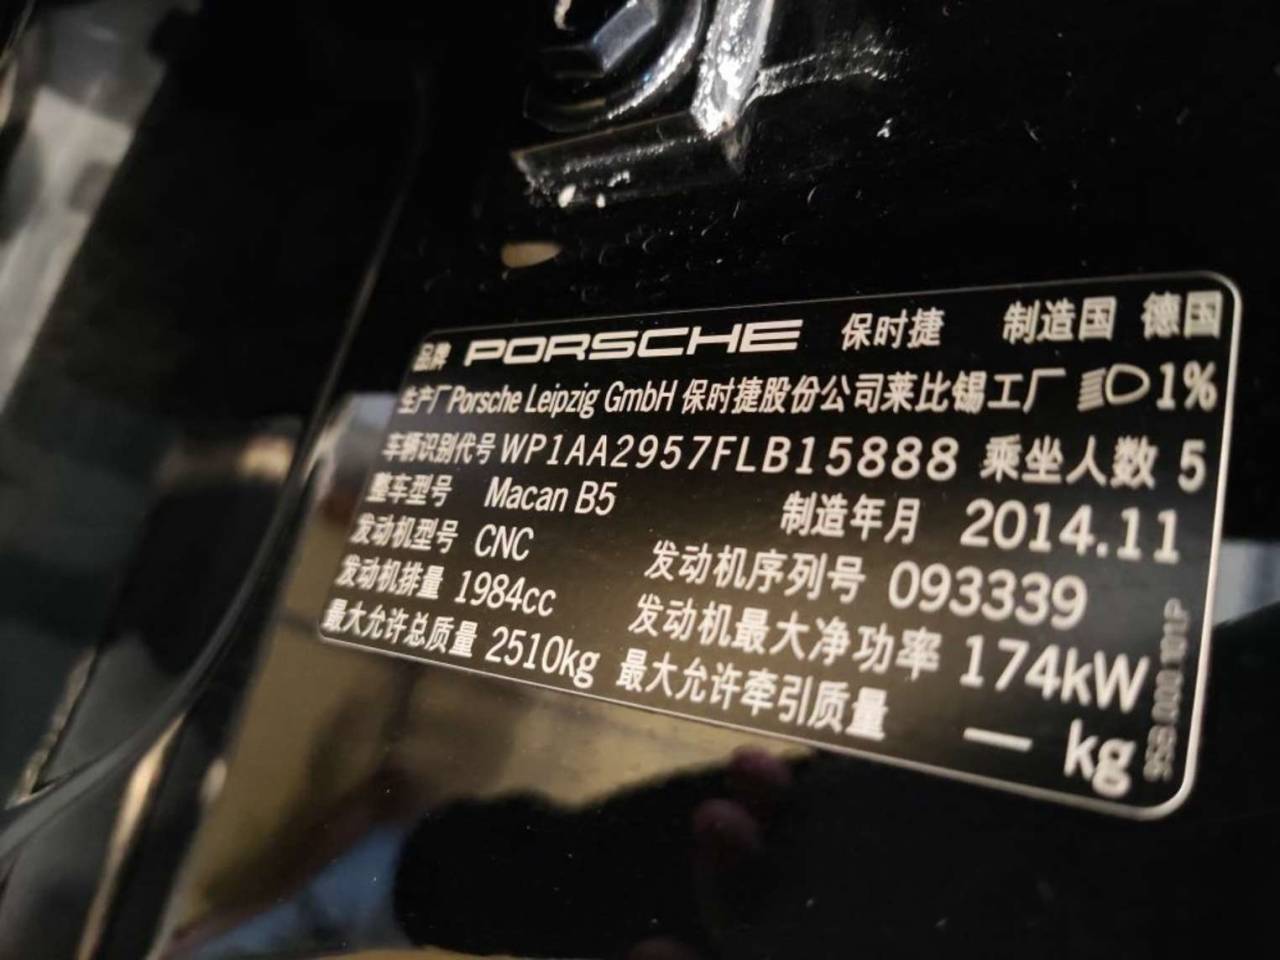 品牌 PORSCHE 保时捷 制造国 德国
生产厂 Porsche Leipzig GmbH 保时捷股份公司莱比锡工厂 1%
车辆识别代号 WP1AA2957FLB15888 乘坐人数 5
整车型号 Macan B5 制造年月 2014.11
发动机型号 CNC 发动机序列号 093339
发动机排量 1984cc 发动机最大净功率 174kW
最大允许总质量 2510kg 最大允许牵引质量 — kg
95B.000.101.P